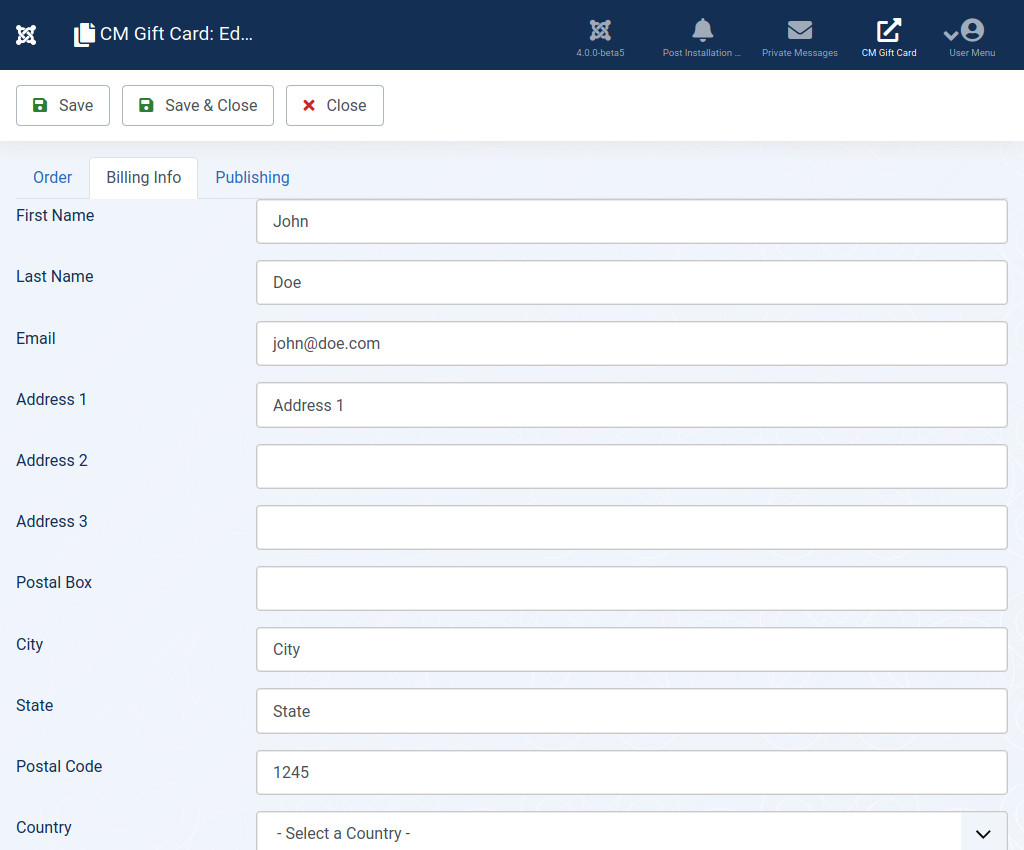 CM Gift Card: Ed...
4.0.0-beta5
Post Installation ...
Private Messages
CM Gift Card
User Menu
Save
Save & Close
Close
Order
Billing Info
Publishing
First Name
John
Last Name
Doe
Email
john@doe.com
Address 1
Address 1
Address 2
Address 3
Postal Box
City
City
State
State
Postal Code
1245
Country
- Select a Country -